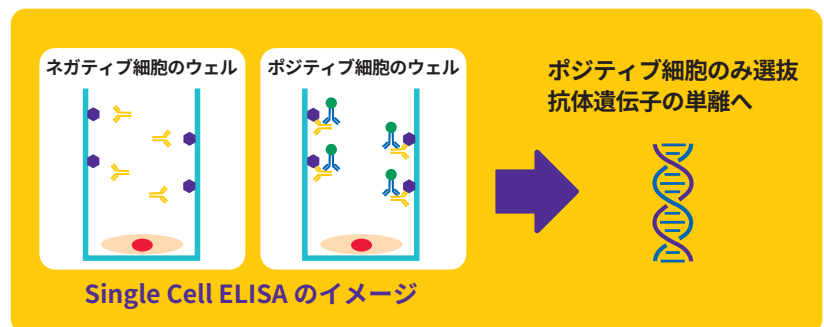 ネガティブ細胞のウェル
ポジティブ細胞のウェル
ポジティブ細胞のみ選抜
抗体遺伝子の単離へ
Single Cell ELISA のイメージ